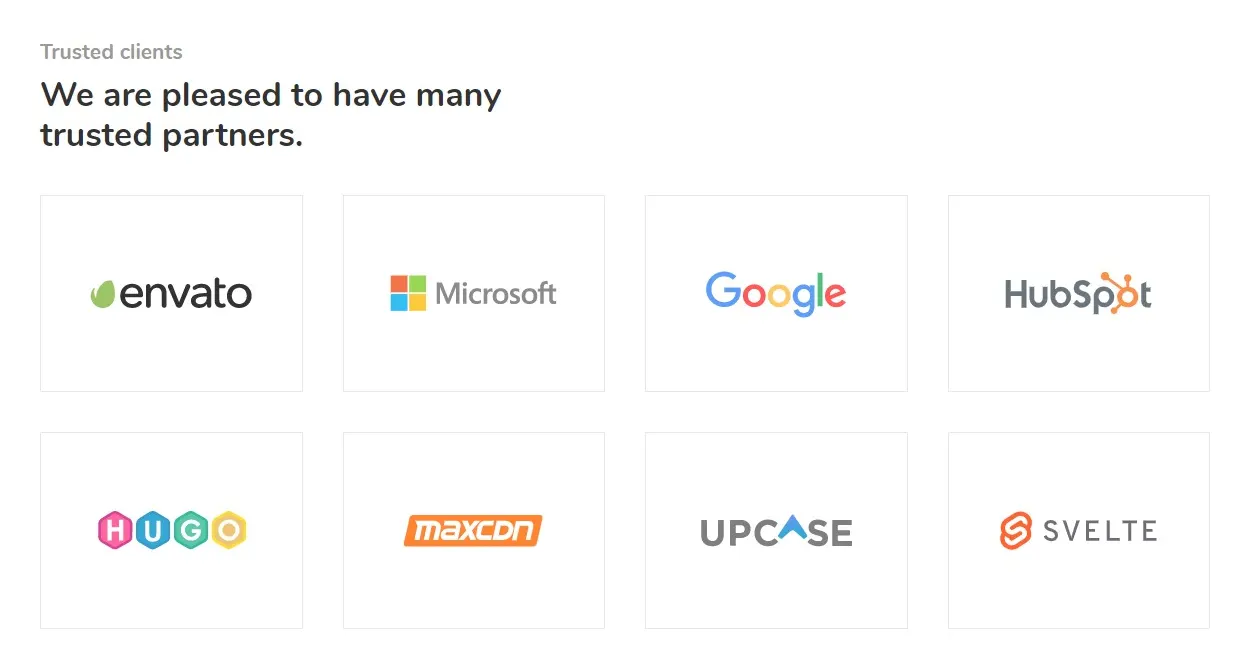 Trusted clients
We are pleased to have many
trusted partners.
envato
Microsoft
Google
HubSpot
HUGO
maxcdn
UPCASE
SVELTE